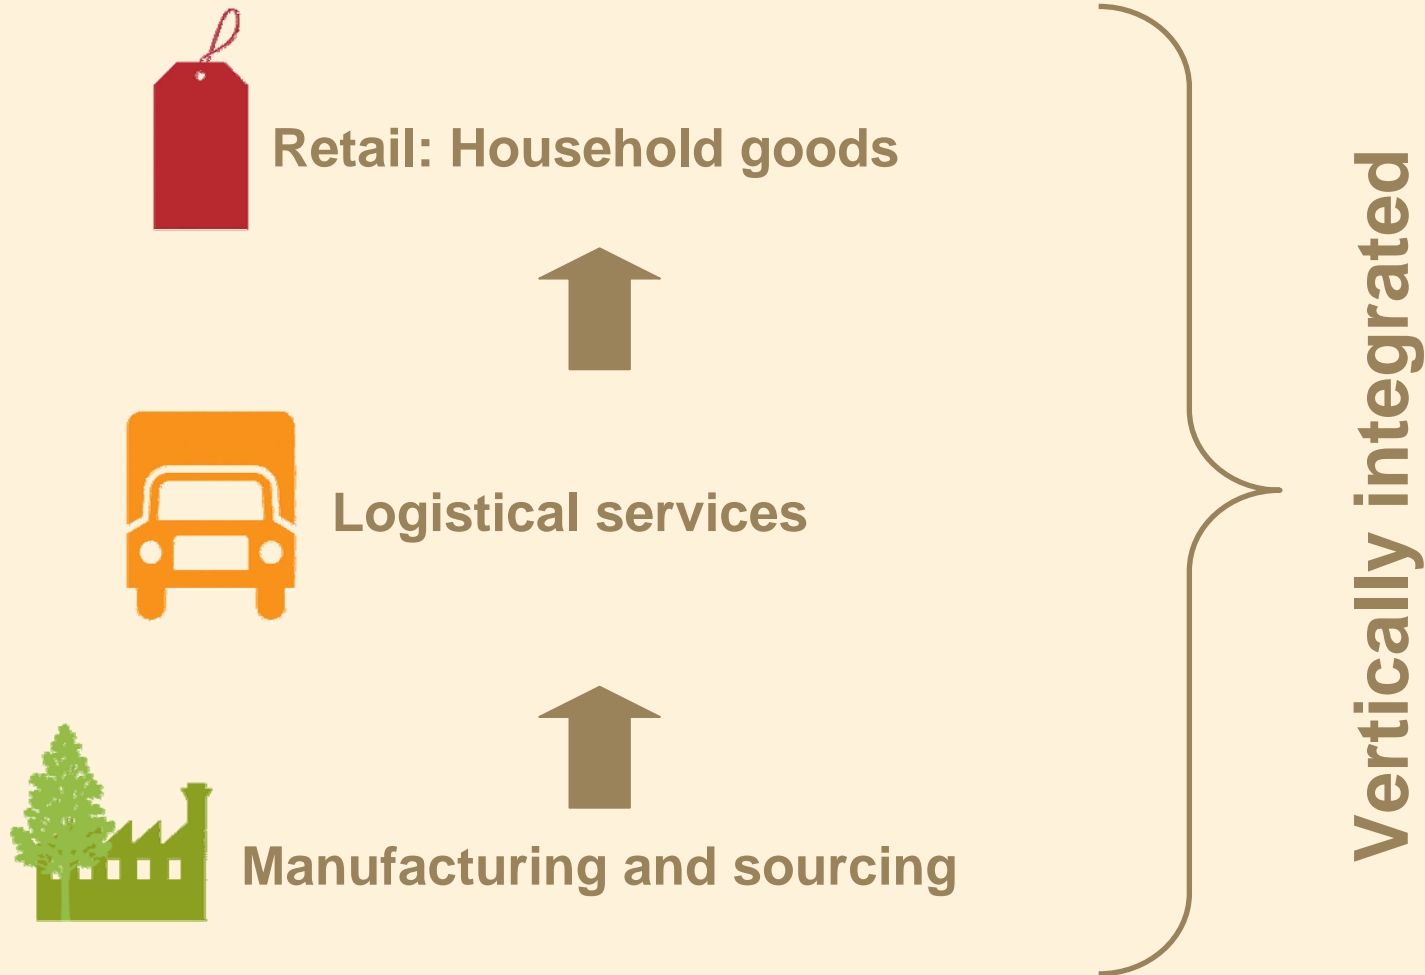 Retail: Household goods
Logistical services
Manufacturing and sourcing
Vertically integrated